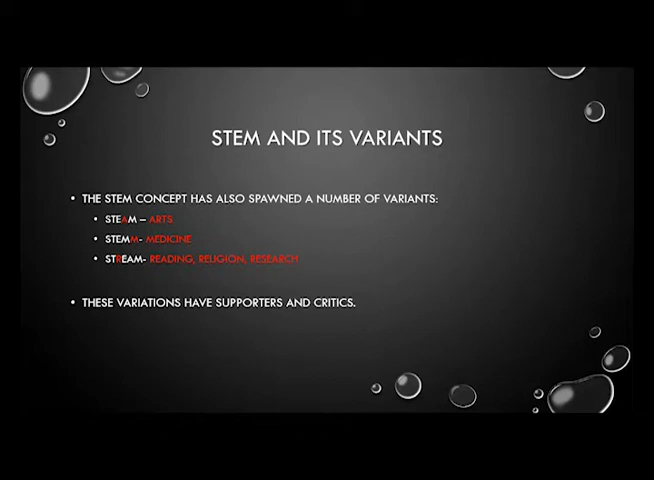 STEM AND ITS VARIANTS
• THE STEM CONCEPT HAS ALSO SPAWNED A NUMBER OF VARIANTS:
• STEAM – ARTS
• STEMM- MEDICINE
• STREAM- READING, RELIGION, RESEARCH
• THESE VARIATIONS HAVE SUPPORTERS AND CRITICS.